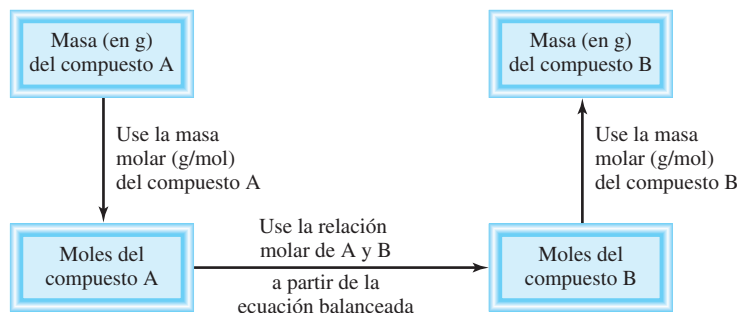 Masa (en g)
del compuesto A
Masa (en g)
del compuesto B
Use la masa
molar (g/mol)
del compuesto A
Use la masa
molar (g/mol)
del compuesto B
Moles del
compuesto A
Use la relación
molar de A y B
a partir de la
ecuación balanceada
Moles del
compuesto B